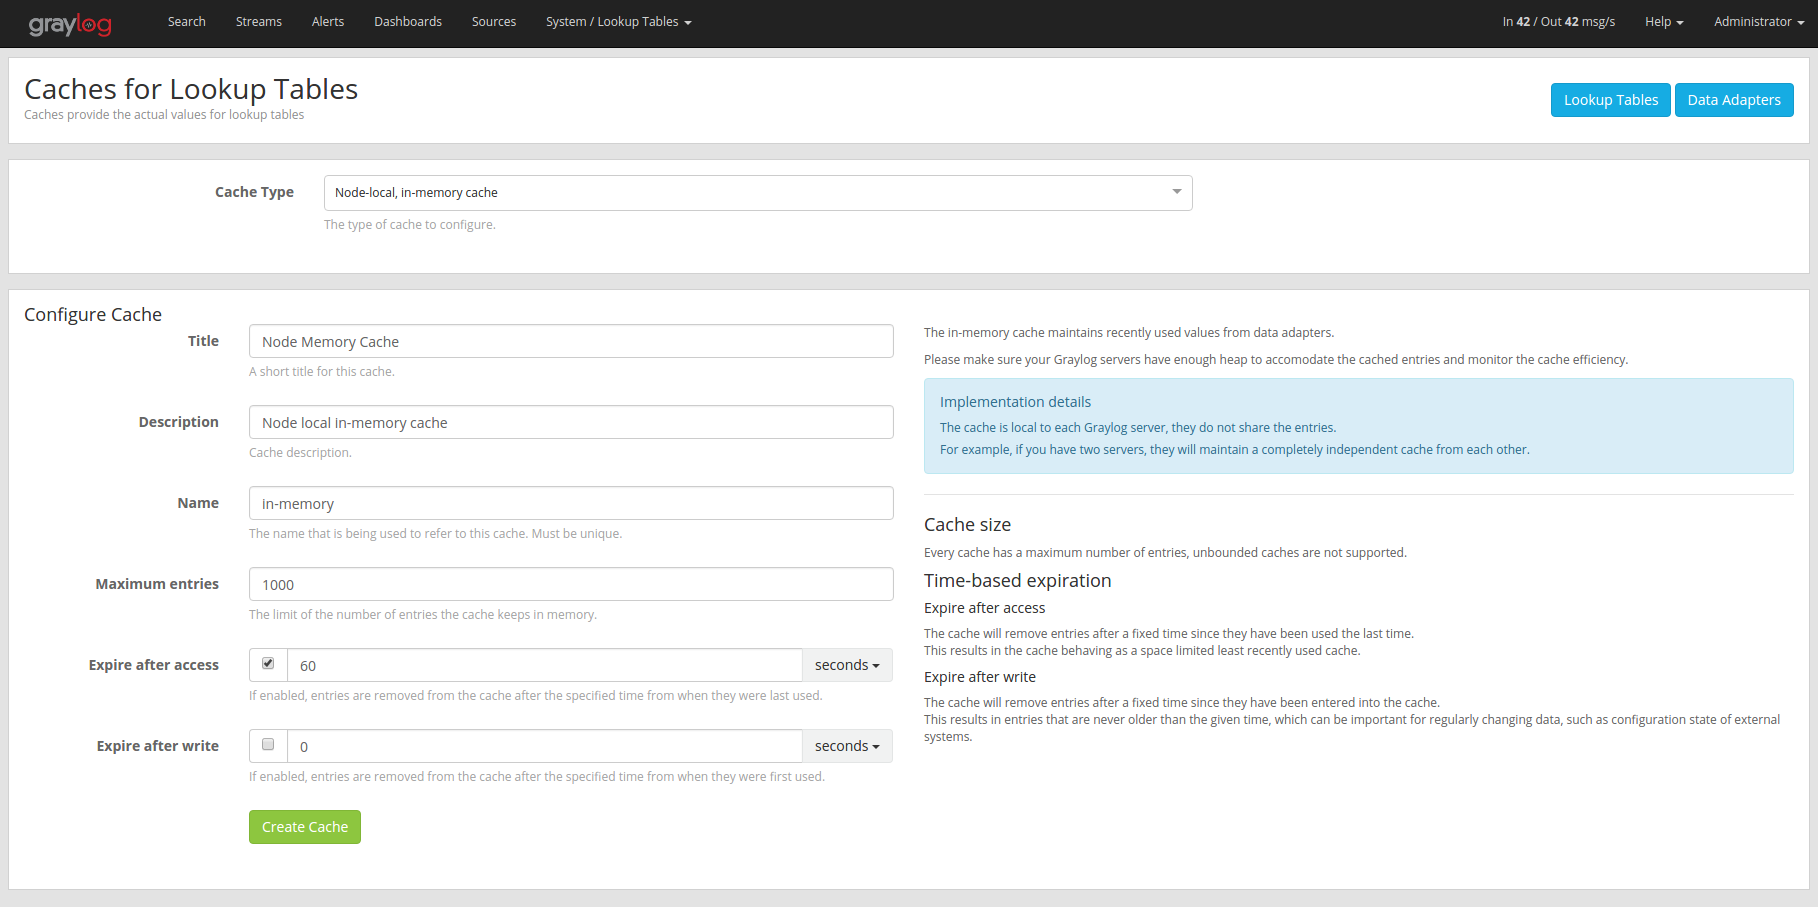 graylog Search Streams Alerts Dashboards Sources System / Lookup Tables In 42 / Out 42 msg/s Help Administrator
Caches for Lookup Tables
Caches provide the actual values for lookup tables
Lookup Tables Data Adapters
Cache Type Node-local, in-memory cache
The type of cache to configure.
Configure Cache
Title Node Memory Cache
A short title for this cache.
Description Node local in-memory cache
Cache description.
Name in-memory
The name that is being used to refer to this cache. Must be unique.
Maximum entries 1000
The limit of the number of entries the cache keeps in memory.
Expire after access 60 seconds
If enabled, entries are removed from the cache after the specified time from when they were last used.
Expire after write 0 seconds
If enabled, entries are removed from the cache after the specified time from when they were first used.
Create Cache
The in-memory cache maintains recently used values from data adapters.
Please make sure your Graylog servers have enough heap to accomodate the cached entries and monitor the cache efficiency.
Implementation details
The cache is local to each Graylog server, they do not share the entries.
For example, if you have two servers, they will maintain a completely independent cache from each other.
Cache size
Every cache has a maximum number of entries, unbounded caches are not supported.
Time-based expiration
Expire after access
The cache will remove entries after a fixed time since they have been used the last time.
This results in the cache behaving as a space limited least recently used cache.
Expire after write
The cache will remove entries after a fixed time since they have been entered into the cache.
This results in entries that are never older than the given time, which can be important for regularly changing data, such as configuration state of external
systems.